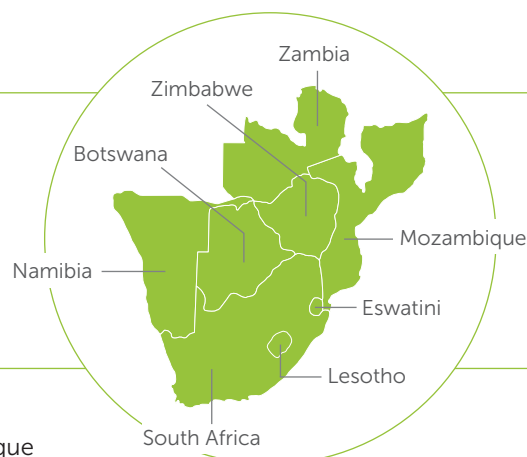 Zambia
Zimbabwe
Botswana
Mozambique
Namibia
Eswatini
Lesotho
South Africa